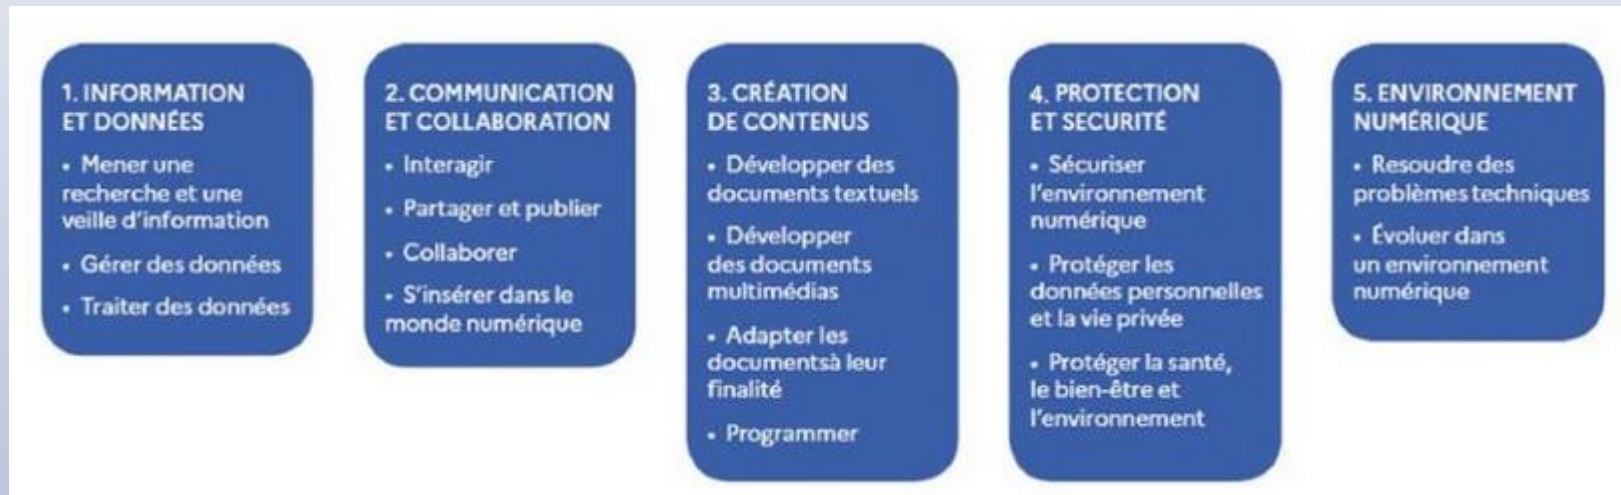 1. INFORMATION
ET DONNÉES
• Mener une
recherche et une
veille d'information
• Gérer des données
• Traiter des données
2. COMMUNICATION
ET COLLABORATION
• Interagir
• Partager et publier
• Collaborer
• S'insérer dans le
monde numérique
3. CRÉATION
DE CONTENUS
• Développer des
documents textuels
• Développer
des documents
multimédias
• Adapter les
documentsà leur
finalité
• Programmer
4. PROTECTION
ET SECURITÉ
• Sécuriser
l'environnement
numérique
• Protéger les
données personnelles
et la vie privée
• Protéger la santé,
le bien-être et
l'environnement
5. ENVIRONNEMENT
NUMÉRIQUE
• Resoudre des
problèmes techniques
• Évoluer dans
un environnement
numérique